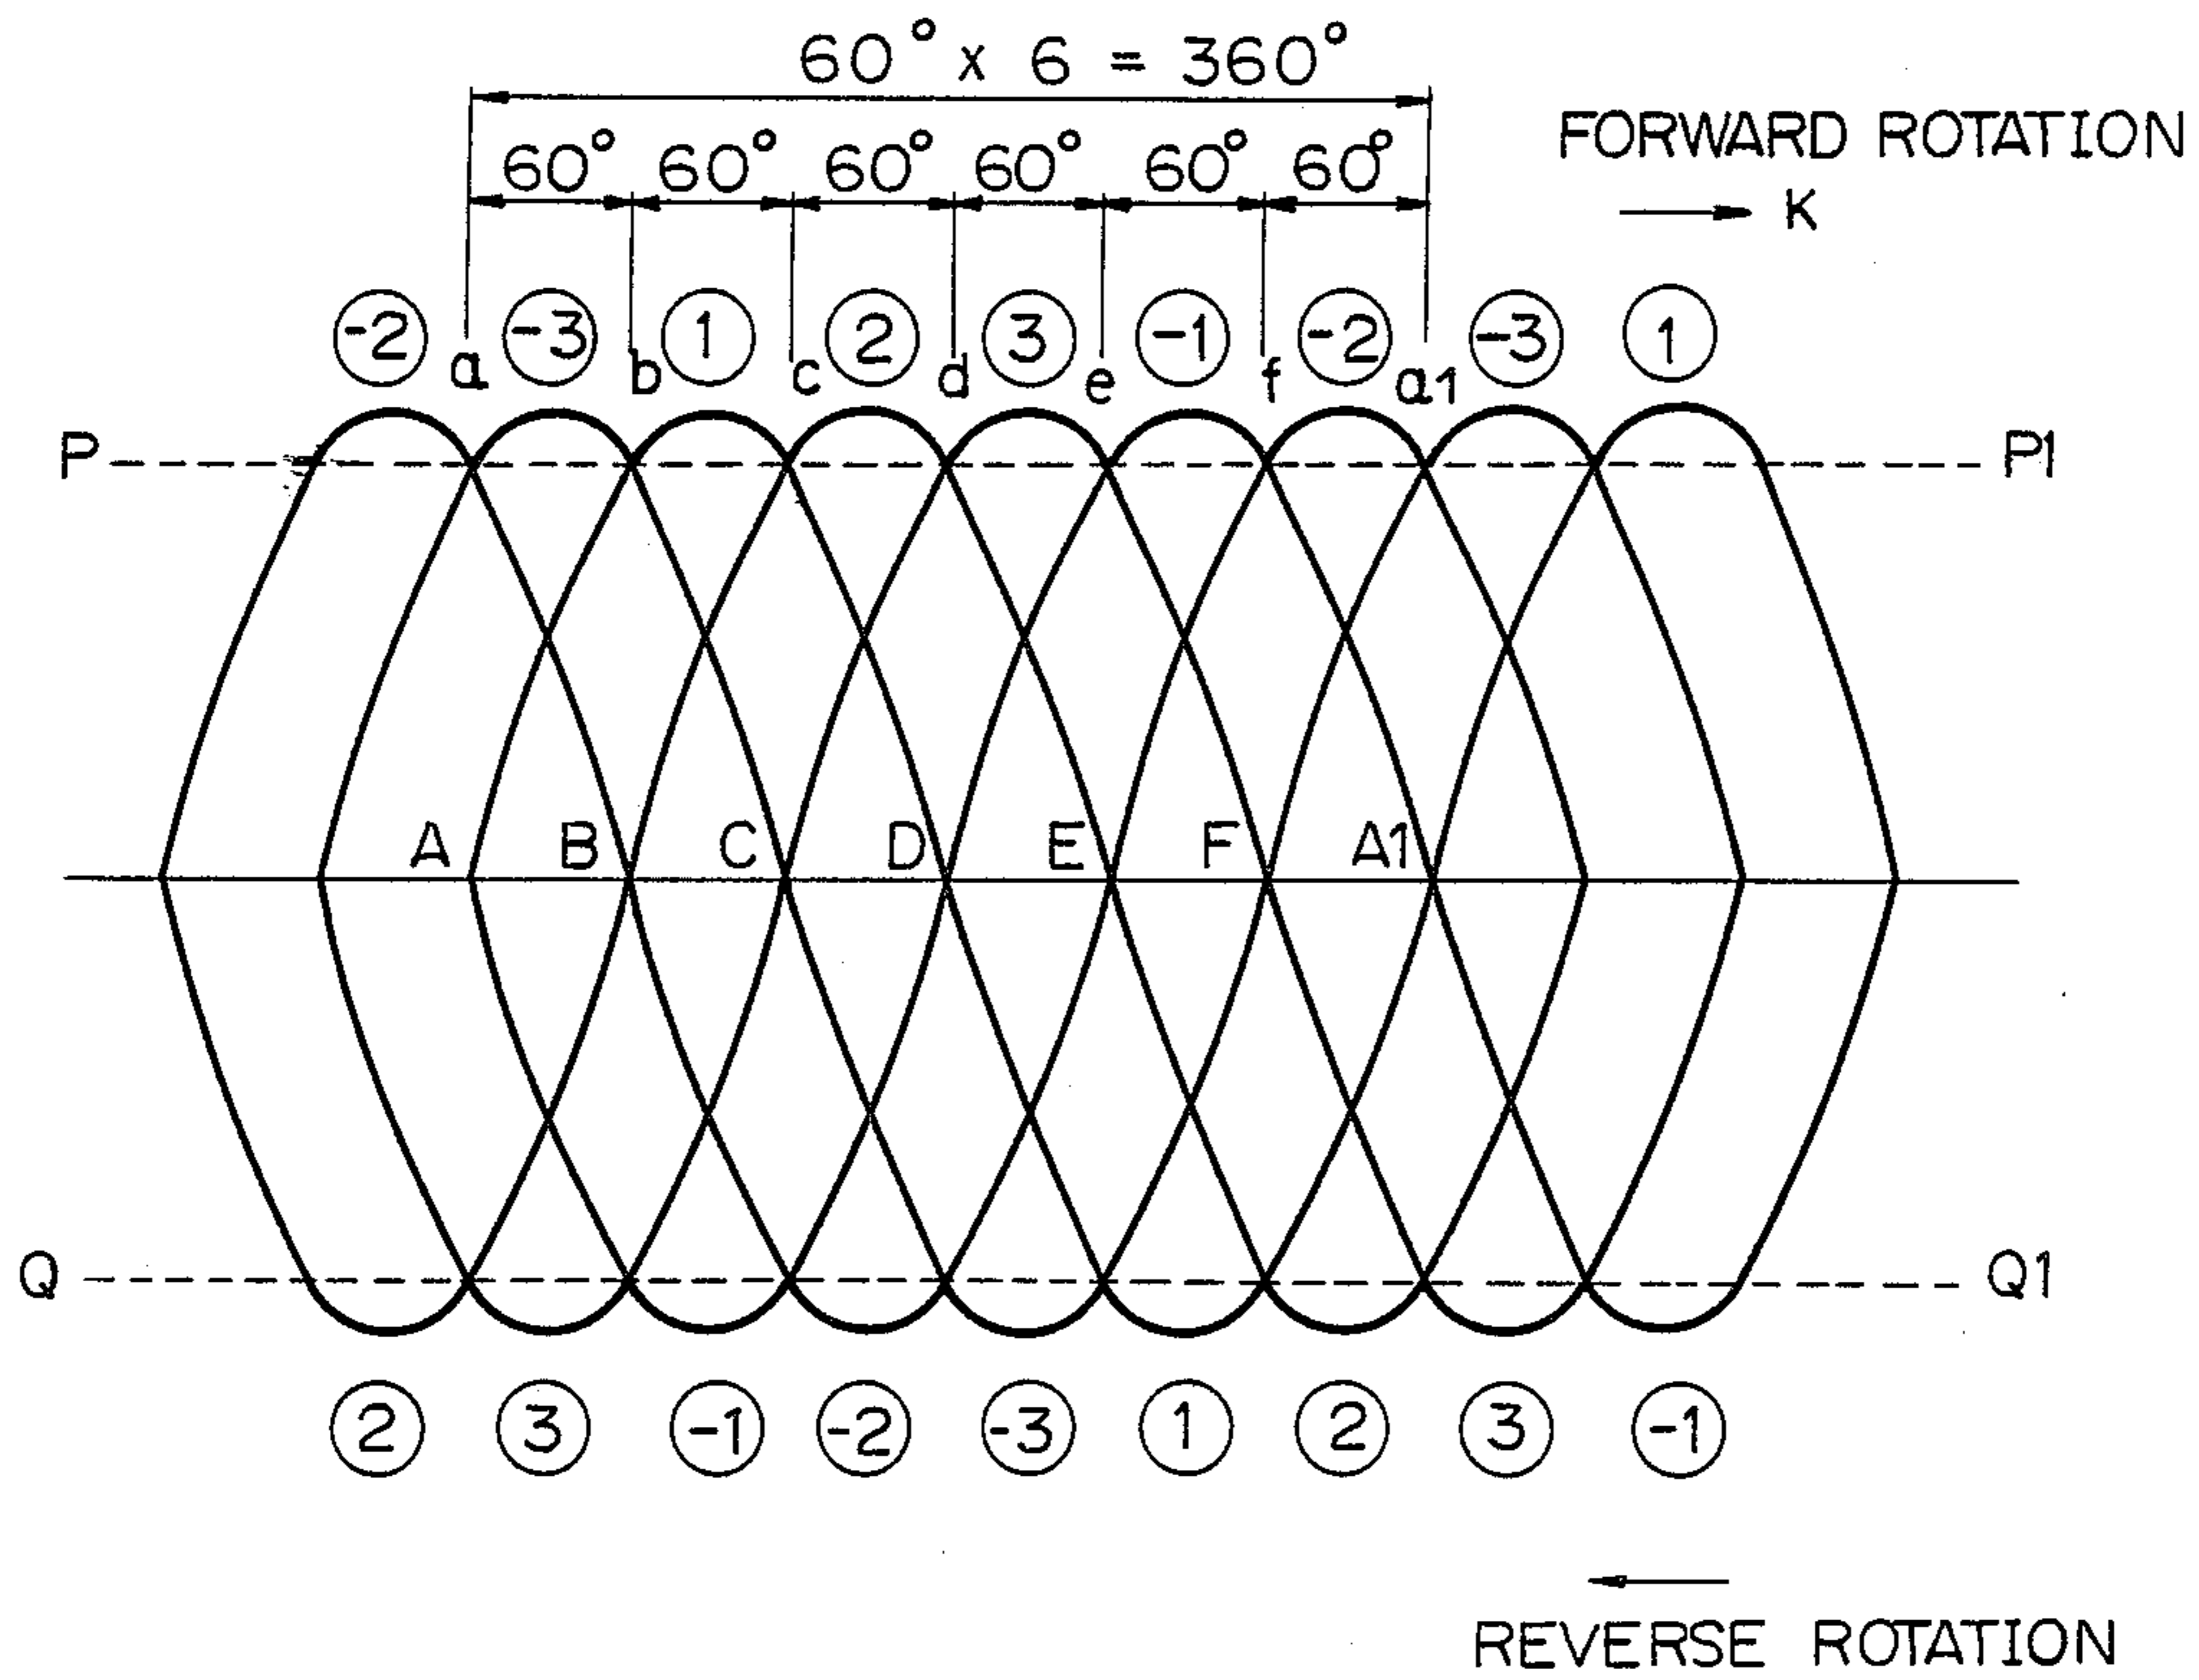 60° x 6 = 360°
FORWARD ROTATION
60° 60° 60° 60° 60° 60°
K
-2 -3 1 2 3 -1 -2 -3 1
a b c d e f a1
P P1
A B C D E F A1
Q Q1
2 3 -1 -2 -3 1 2 3 -1
REVERSE ROTATION